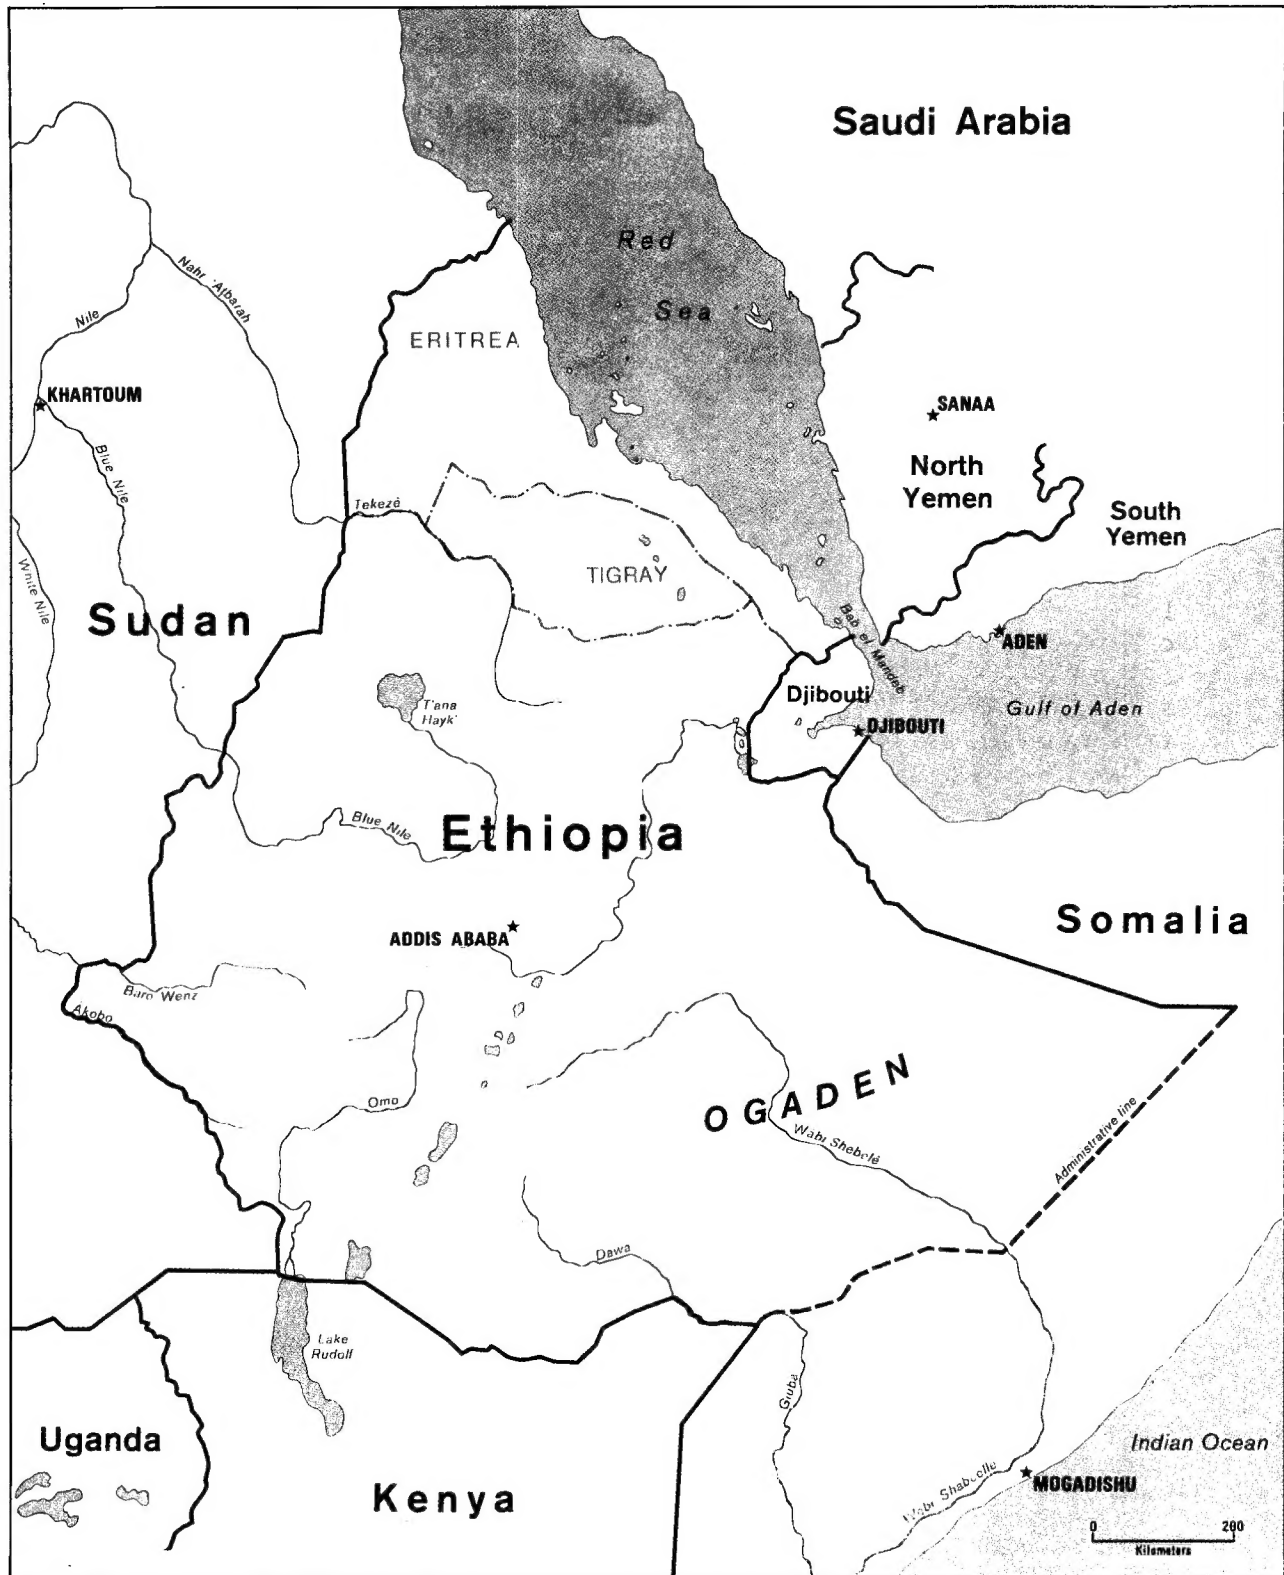 Saudi Arabia
Red
Sea
Nahr 'Atbarah
Nile
ERITREA
KHARTOUM
SANAA
Blue Nile
North
Yemen
South
Yemen
Tekezē
White Nile
TIGRAY
Sudan
Bab el Mandeb
ADEN
Djibouti
T'ana
Hayk'
Gulf of Aden
DJIBOUTI
Blue Nile
Ethiopia
Somalia
ADDIS ABABA
Baro Wenz
Akobo
OGADEN
Omo
Administrative line
Wabi Shebelē
Dawa
Lake
Rudolf
Giuba
Uganda
Indian Ocean
Kenya
Wabi Shabeelle
MOGADISHU
0 200
Kilometers